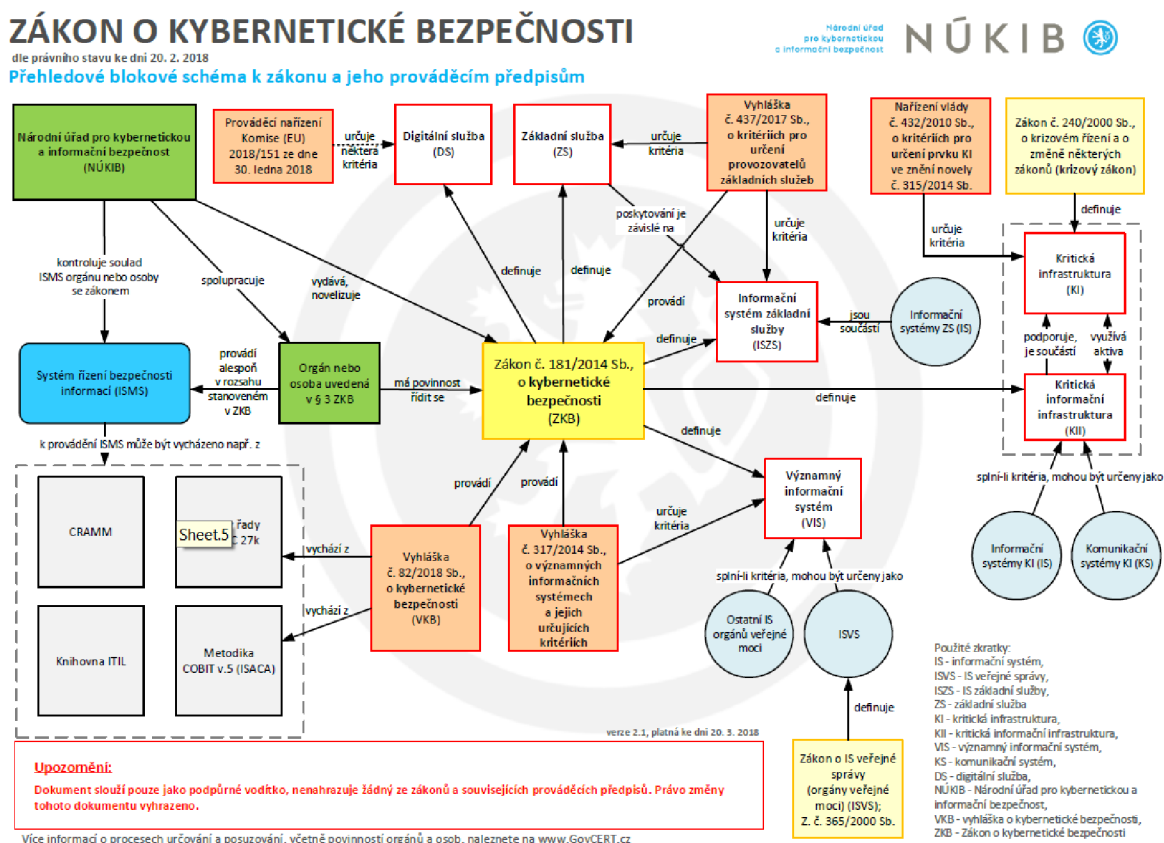 ZÁKON O KYBERNETICKÉ BEZPEČNOSTI
dle právního stavu ke dni 20. 2. 2018
Přehledové blokové schéma k zákonu a jeho prováděcím předpisům
Národní úřad
pro kybernetickou
a informační bezpečnost
NÚKIB
Národní úřad pro kybernetickou
a informační bezpečnost
(NÚKIB)
Prováděcí nařízení
Komise (EU)
2018/151 ze dne
30. ledna 2018
určuje
některá
kritéria
Digitální služba
(DS)
Základní služba
(ZS)
určuje
kritéria
Vyhláška
č. 437/2017 Sb.,
o kritériích pro
určení
provozovatelů
základních služeb
Nařízení vlády
č. 432/2010 Sb.,
o kritériích pro
určení prvku KI
ve znění novely
č. 315/2014 Sb.
Zákon č. 240/2000 Sb.,
o krizovém řízení a o
změně některých
zákonů (krizový zákon)
poskytování je
závislé na
určuje
kritéria
určuje
kritéria
definuje
kontroluje soulad
ISMS orgánu nebo osoby
se zákonem
spolupracuje
vydává,
novelizuje
definuje
definuje
provádí
Informační
systém základní
služby (ISZS)
jsou
součástí
Informační
systémy ZS (IS)
Kritická
infrastruktura
(KI)
podporuje,
je součástí
využívá
aktiva
Systém řízení bezpečnosti
informací (ISMS)
provádí
alespoň
v rozsahu
stanoveném
v ZKB
Orgán nebo
osoba uvedená
v § 3 ZKB
má povinnost
řídit se
Zákon č. 181/2014 Sb.,
o kybernetické
bezpečnosti
(ZKB)
definuje
definuje
Kritická
informační
infrastruktura
(KII)
k provádění ISMS může být vycházeno např. z
definuje
CRAMM
řady
C 27k
Sheet.5
Knihovna ITIL
Metodika
COBIT v.5 (ISACA)
vychází z
vychází z
provádí
provádí
Vyhláška
č. 82/2018 Sb.,
o kybernetické
bezpečnosti
(VKB)
Vyhláška
č. 317/2014 Sb.,
o významných
informačních
systémech
a jejich
určujících
kritériích
určuje
kritéria
Významný
informační
systém
(VIS)
splní-li kritéria, mohou být určeny jako
Informační
systémy KI (IS)
Komunikační
systémy KI (KS)
splní-li kritéria, mohou být určeny jako
Ostatní IS
orgánů veřejné
moci
ISVS
definuje
Zákon o IS veřejné
správy
(orgány veřejné
moci) (ISVS);
Z. č. 365/2000 Sb.
verze 2.1, platná ke dni 20. 3. 2018
Upozornění:
Dokument slouží pouze jako podpůrné vodítko, nenahrazuje žádný ze zákonů a souvisejících prováděcích předpisů. Právo změny
tohoto dokumentu vyhrazeno.
Více informací o procesech určování a posuzování, včetně povinností orgánů a osob, naleznete na www.GovCERT.cz
Použité zkratky:
IS - informační systém,
ISVS - IS veřejné správy,
ISZS - IS základní služby,
ZS - základní služba
KI - kritická infrastruktura,
KII - kritická informační infrastruktura,
VIS - významný informační systém,
KS - komunikační systém,
DS - digitální služba,
NÚKIB - Národní úřad pro kybernetickou a
informační bezpečnost,
VKB - vyhláška o kybernetické bezpečnosti,
ZKB - Zákon o kybernetické bezpečnosti